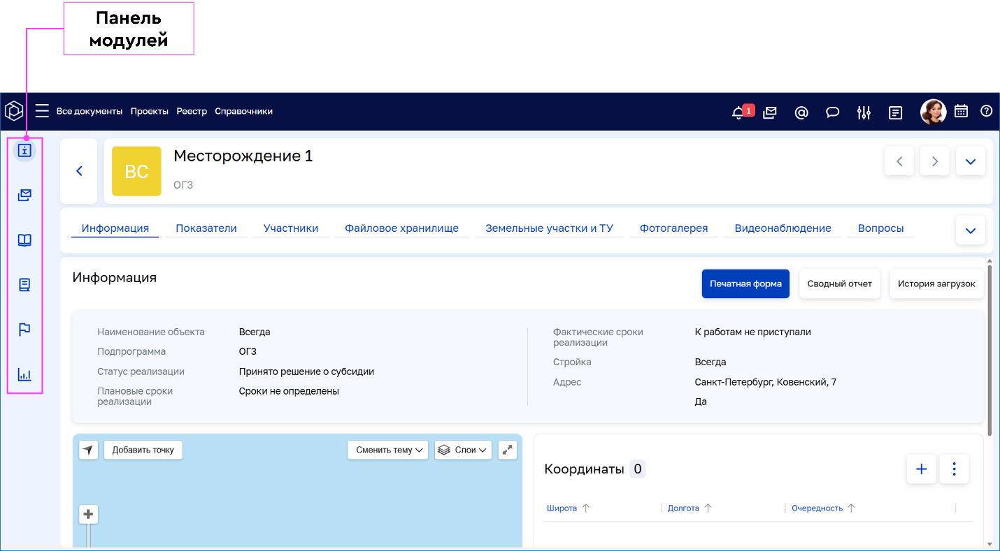 Панель
модулей
Все документы Проекты Реестр Справочники
1
ВС
Месторождение 1
ОГЗ
Информация Показатели Участники Файловое хранилище Земельные участки и ТУ Фотогалерея Видеонаблюдение Вопросы
Информация
Печатная форма Сводный отчет История загрузок
Наименование объекта Всегда
Подпрограмма ОГЗ
Статус реализации Принято решение о субсидии
Плановые сроки
реализации
Сроки не определены
Фактические сроки
реализации
К работам не приступали
Стройка Всегда
Адрес Санкт-Петербург, Ковенский, 7
Да
Добавить точку Сменить тему Слои
Координаты 0
Широта Долгота Очередность